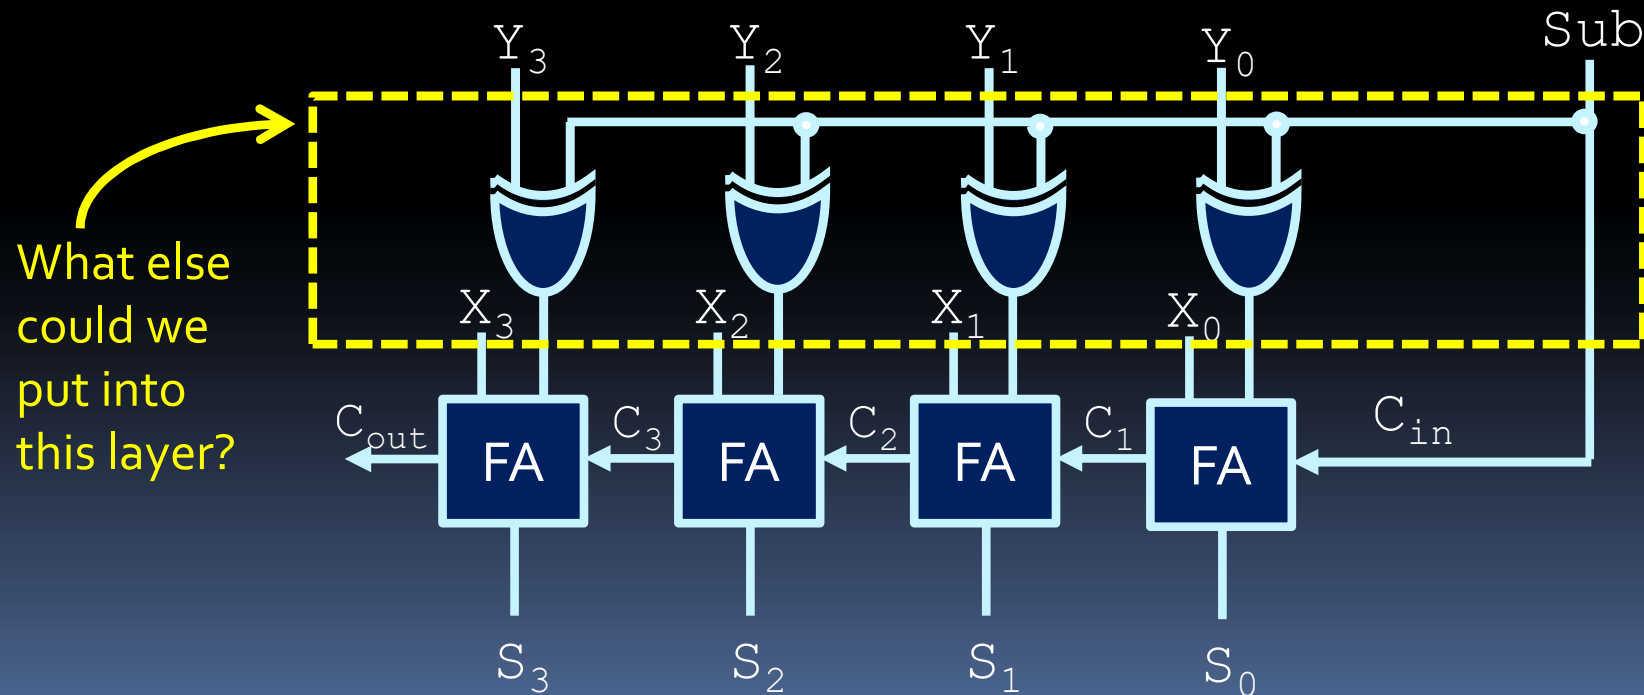 Y3 Y2 Y1 Y0 Sub
What else
could we
put into
this layer?
X3 X2 X1 X0
Cout C3 C2 C1 Cin
FA FA FA FA
S3 S2 S1 S0